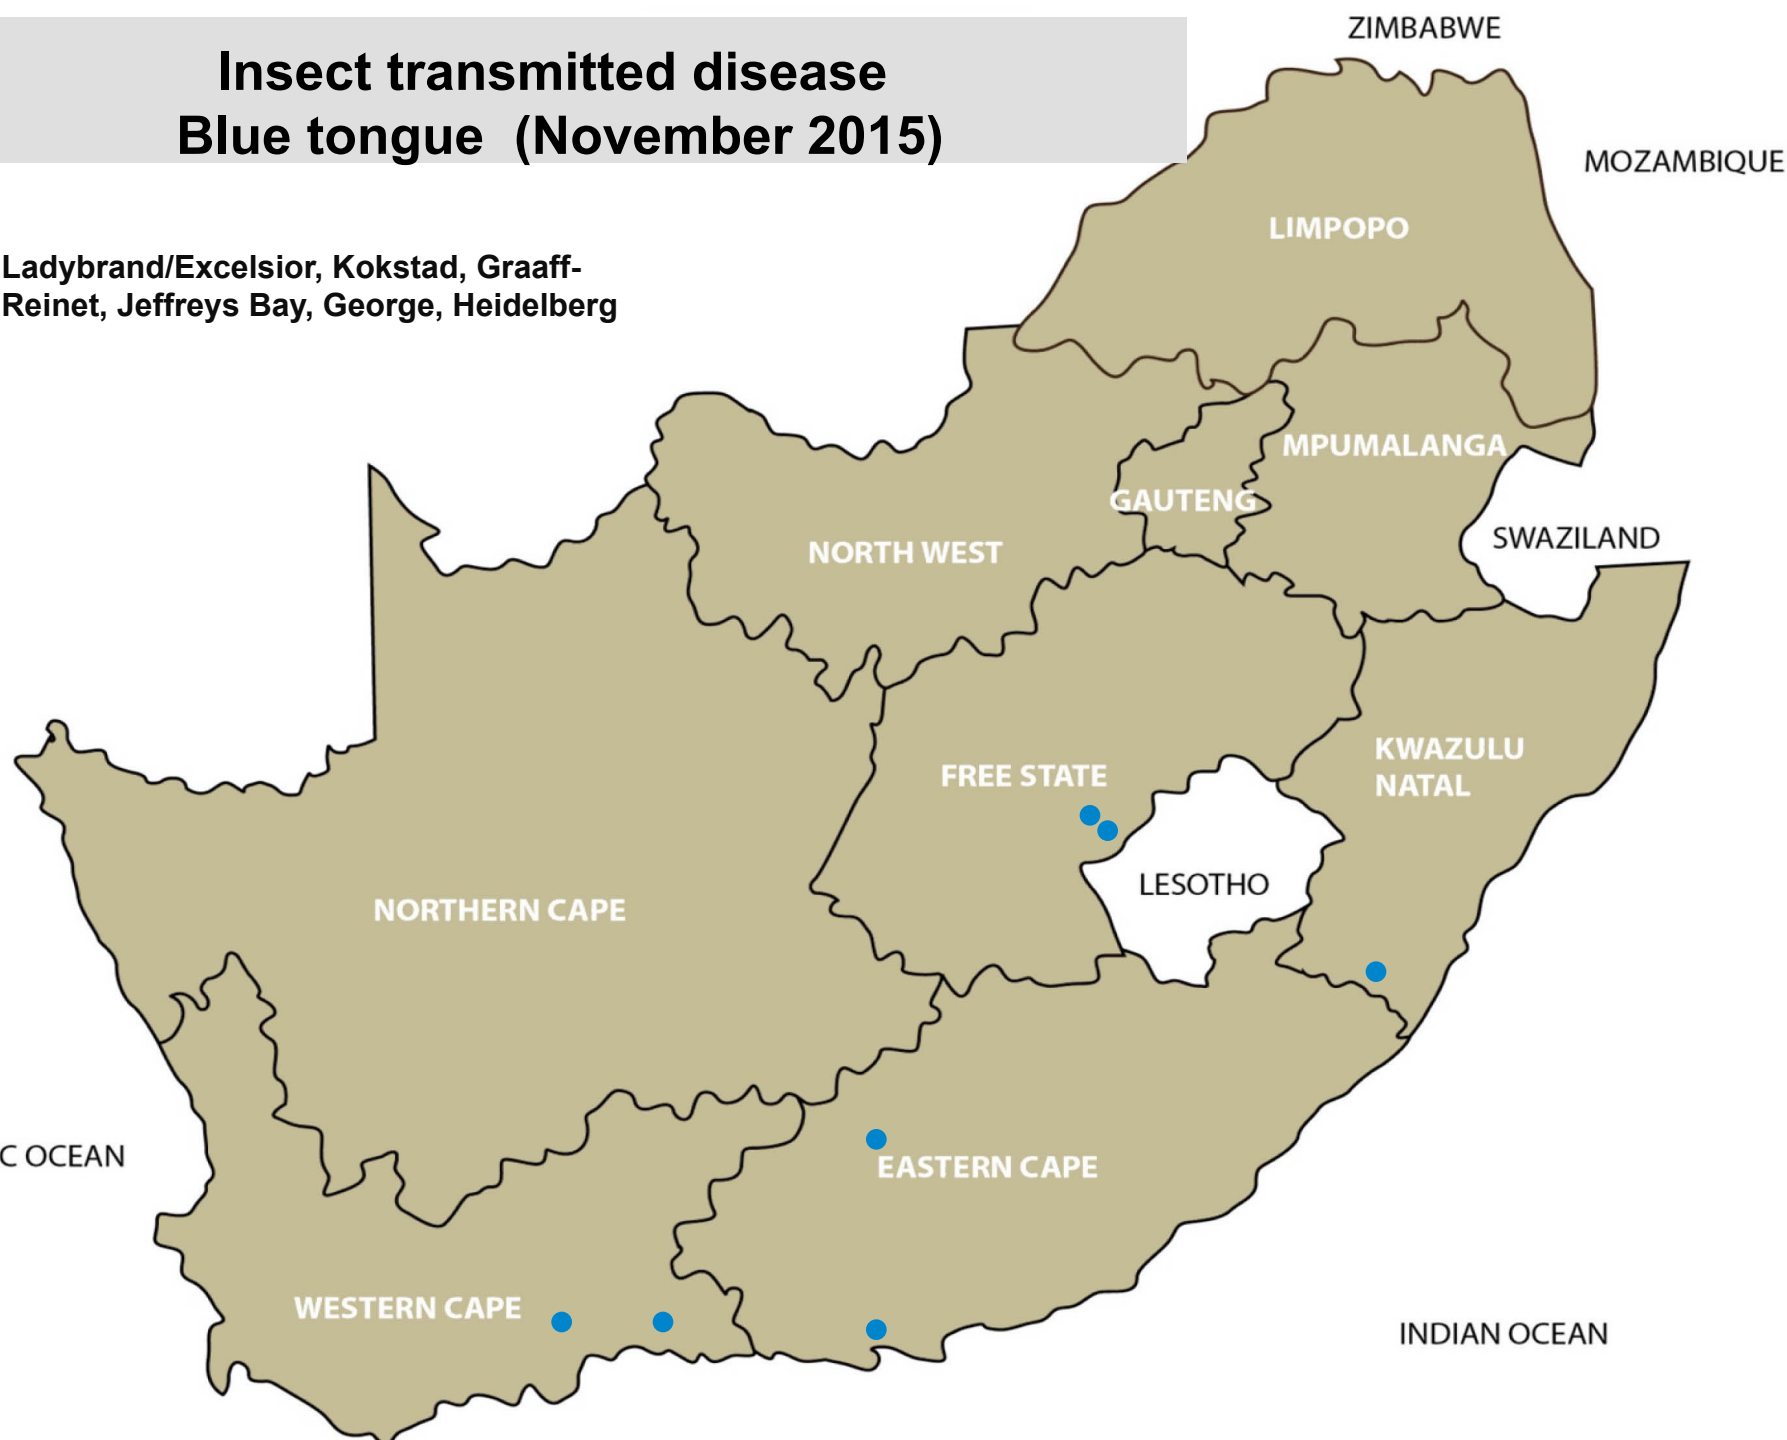 Insect transmitted disease
Blue tongue (November 2015)
ZIMBABWE
MOZAMBIQUE
LIMPOPO
Ladybrand/Excelsior, Kokstad, Graaff-
Reinet, Jeffreys Bay, George, Heidelberg
MPUMALANGA
GAUTENG
SWAZILAND
NORTH WEST
KWAZULU
NATAL
FREE STATE
LESOTHO
NORTHERN CAPE
C OCEAN
EASTERN CAPE
WESTERN CAPE
INDIAN OCEAN